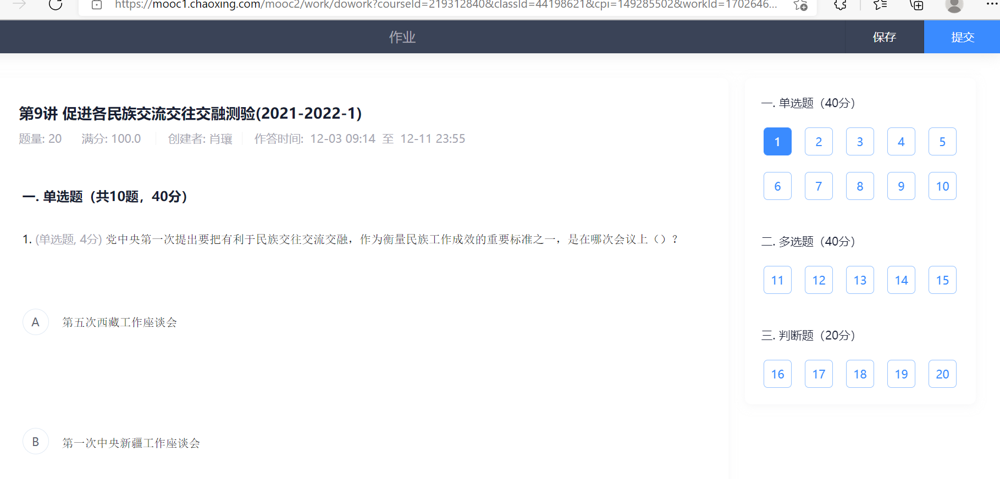 https://mooc1.chaoxing.com/mooc2/work/dowork?courseId=219312840&classId=44198621&cpi=149285502&workId=1702646...
作业
保存
提交
第9讲 促进各民族交流交往交融测验(2021-2022-1)
题量: 20 满分: 100.0 创建者: 肖瓖 作答时间: 12-03 09:14 至 12-11 23:55
一. 单选题（共10题，40分）
1. (单选题, 4分) 党中央第一次提出要把有利于民族交往交流交融，作为衡量民族工作成效的重要标准之一，是在哪次会议上（）？
A 第五次西藏工作座谈会
B 第一次中央新疆工作座谈会
一. 单选题（40分）
1 2 3 4 5
6 7 8 9 10
二. 多选题（40分）
11 12 13 14 15
三. 判断题（20分）
16 17 18 19 20